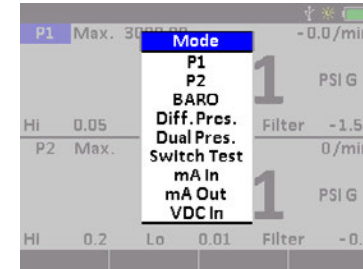 P1 Max. 3000.00 -0.0/min
Mode
P1
P2
BARO
Diff. Pres.
Dual Pres.
Switch Test
mA In
mA Out
VDC In
1 PSI G
Hi 0.05 Filter -1.5
P2 Max. 0/min
1 PSI G
HI 0.2 Lo 0.01 Filter -0.